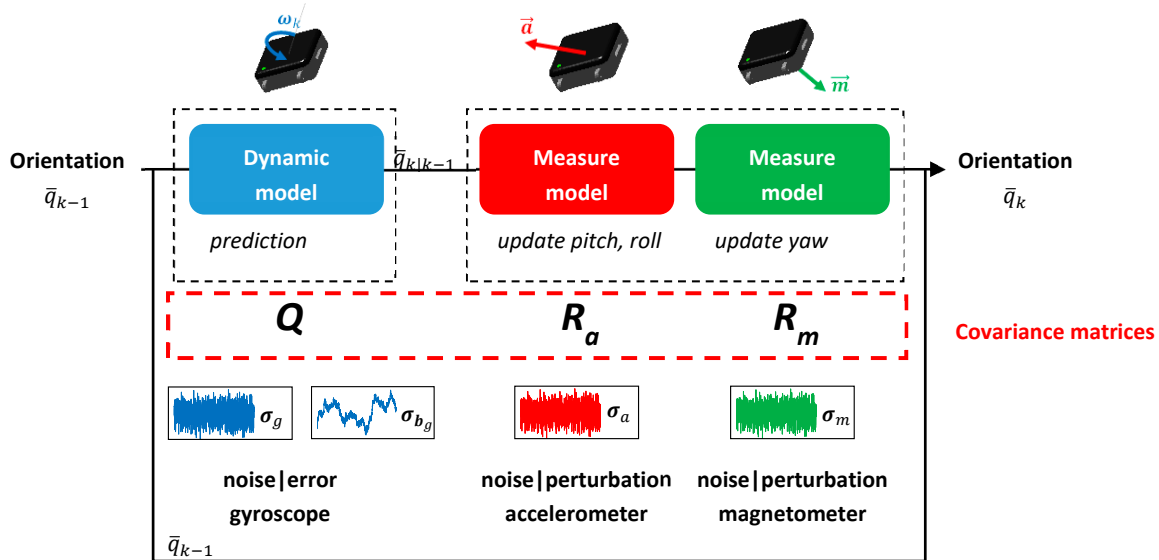 ω_k
a⃗
m⃗
Orientation
q̄_{k−1}
Dynamic
model
prediction
q̄_{k|k−1}
Measure
model
update pitch, roll
Measure
model
update yaw
Orientation
q̄_k
Q
R_a
R_m
Covariance matrices
σ_g
σ_{b_g}
σ_a
σ_m
noise|error
gyroscope
noise|perturbation
accelerometer
noise|perturbation
magnetometer
q̄_{k−1}